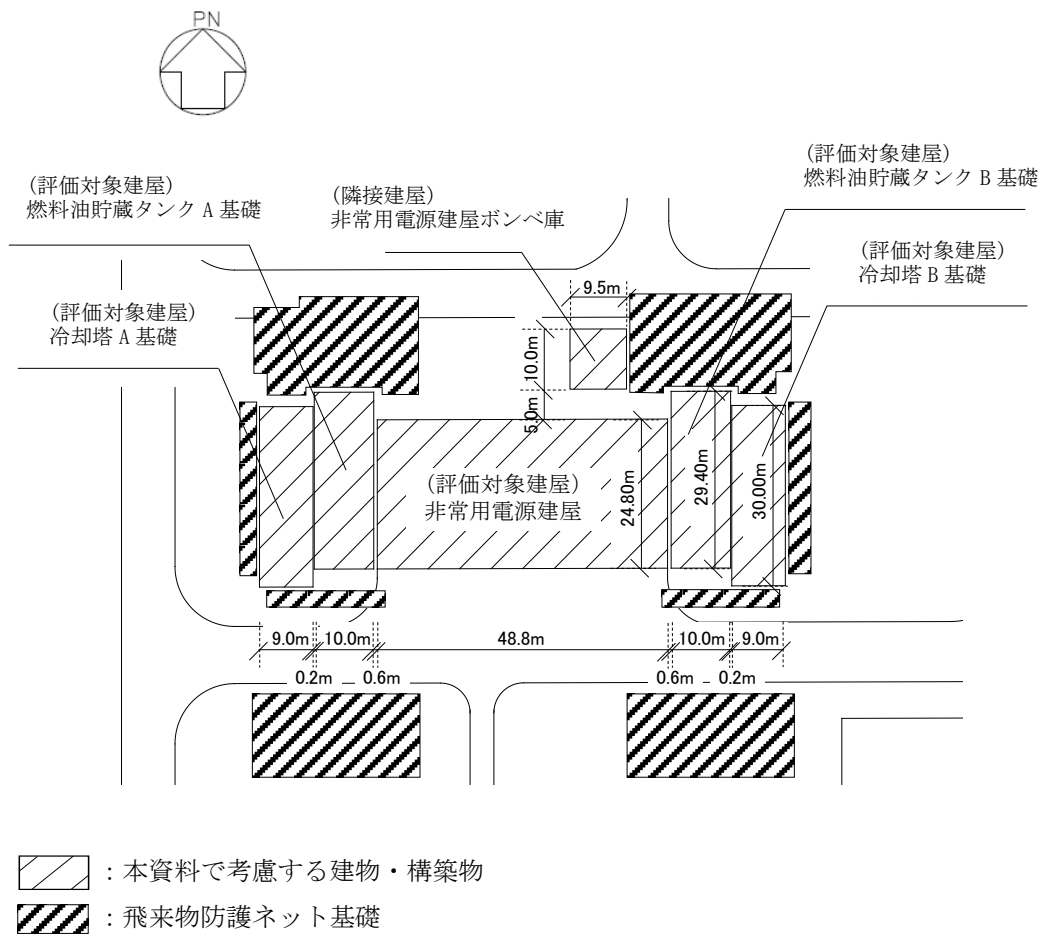 PN
(評価対象建屋)
燃料油貯蔵タンク A 基礎
(隣接建屋)
非常用電源建屋ボンベ庫
(評価対象建屋)
燃料油貯蔵タンク B 基礎
(評価対象建屋)
冷却塔 B 基礎
(評価対象建屋)
冷却塔 A 基礎
9.5m
10.0m
5.0m
(評価対象建屋)
非常用電源建屋
24.80m
29.40m
30.00m
9.0m
10.0m
48.8m
10.0m
9.0m
0.2m
0.6m
0.6m
0.2m
：本資料で考慮する建物・構築物
：飛来物防護ネット基礎